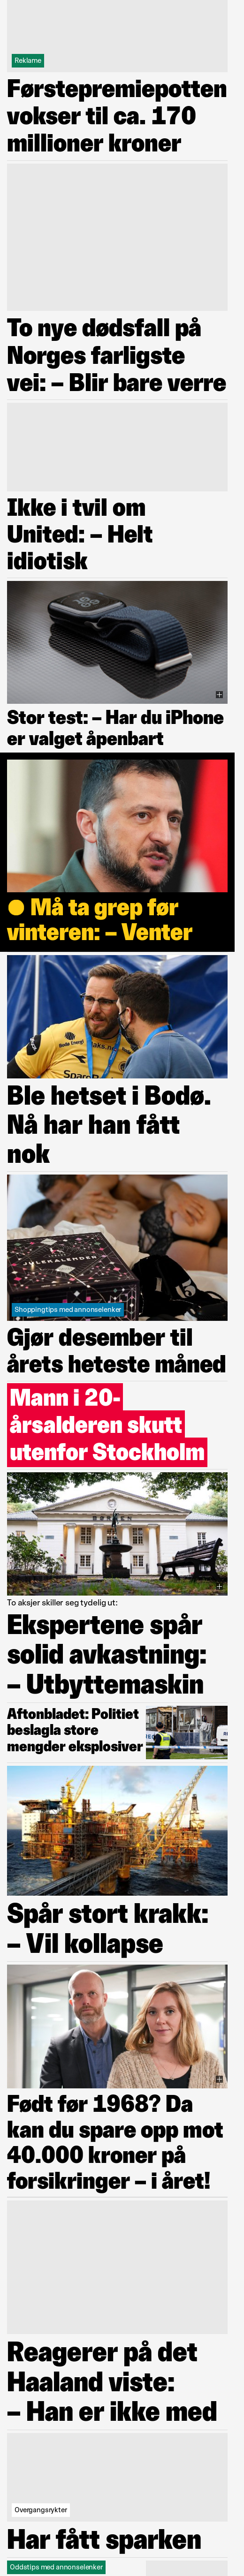 Reklame
Førstepremiepotten
vokser til ca. 170
millioner kroner
To nye dødsfall på
Norges farligste
vei: – Blir bare verre
Ikke i tvil om
United: – Helt
idiotisk
Stor test: – Har du iPhone
er valget åpenbart
Må ta grep før
vinteren: – Venter
Ble hetset i Bodø.
Nå har han fått
nok
Shoppingtips med annonselenker
Gjør desember til
årets heteste måned
Mann i 20-
årsalderen skutt
utenfor Stockholm
To aksjer skiller seg tydelig ut:
Ekspertene spår
solid avkastning:
– Utbyttemaskin
Aftonbladet: Politiet
beslagla store
mengder eksplosiver
Spår stort krakk:
– Vil kollapse
Født før 1968? Da
kan du spare opp mot
40.000 kroner på
forsikringer – i året!
Reagerer på det
Haaland viste:
– Han er ikke med
Overgangsrykter
Har fått sparken
Oddstips med annonselenker